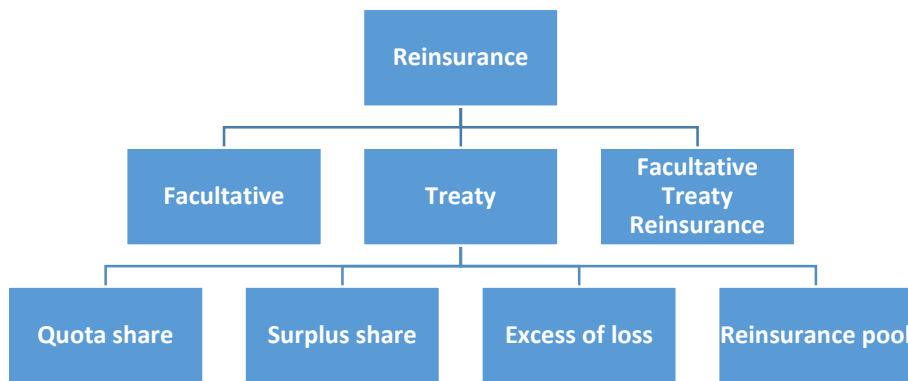 Reinsurance
Facultative
Treaty
Facultative
Treaty
Reinsurance
Quota share
Surplus share
Excess of loss
Reinsurance pool